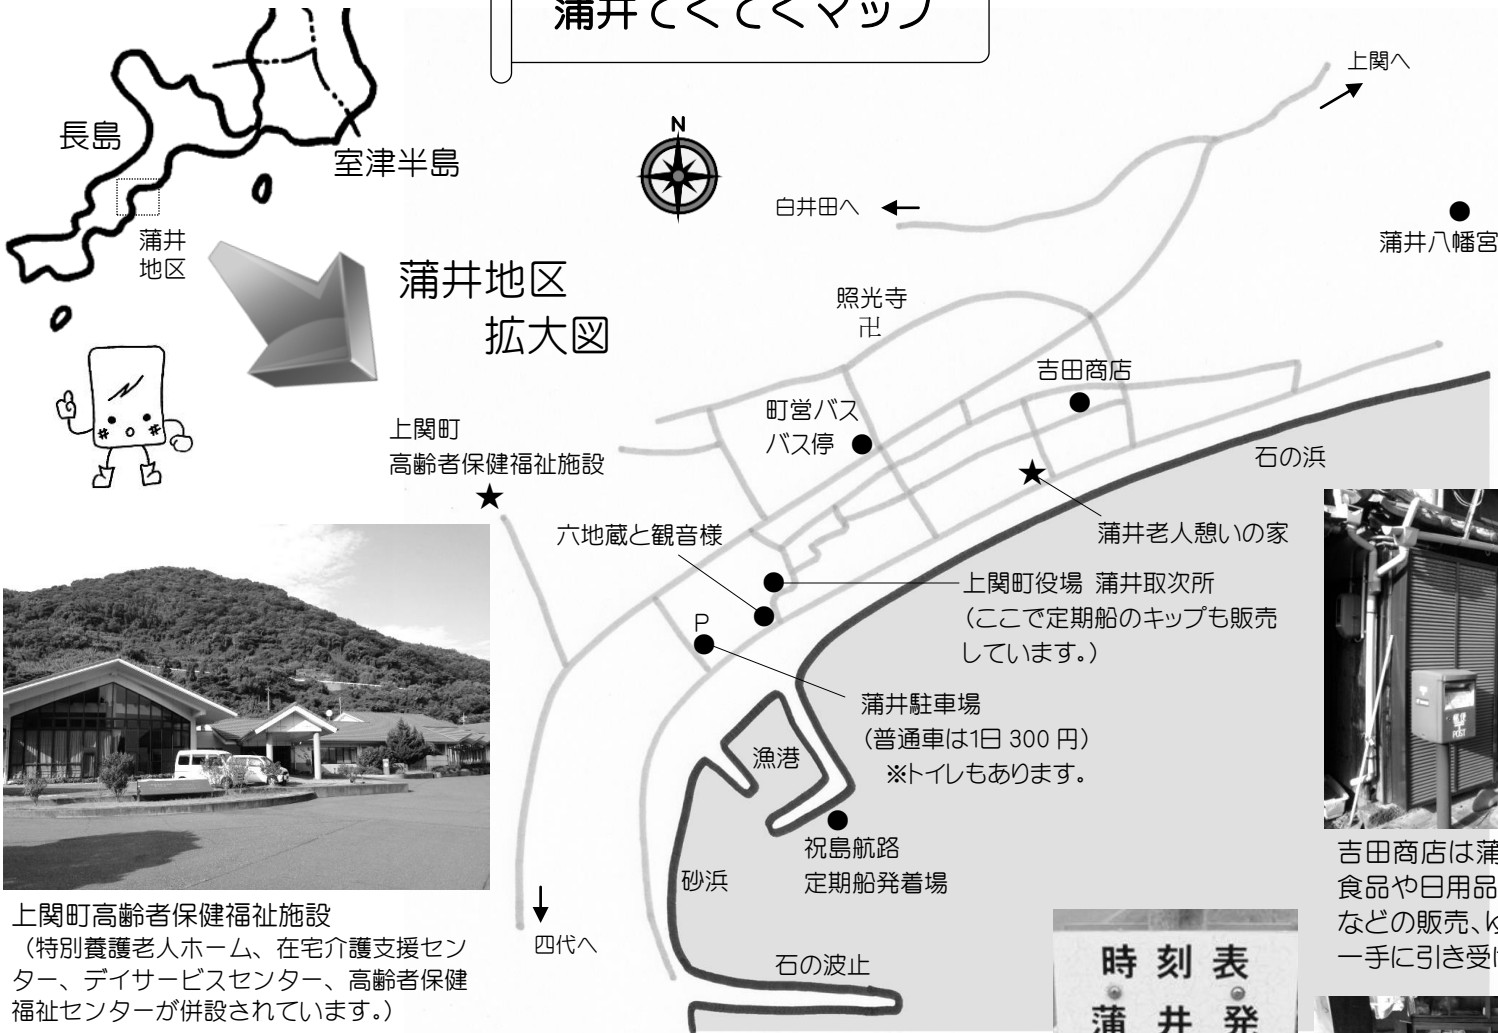 蒲井てくてくマップ
上関へ
長島
室津半島
N
白井田へ
蒲井八幡宮
蒲井
地区
蒲井地区
拡大図
照光寺
卍
吉田商店
町営バス
バス停
上関町
高齢者保健福祉施設
石の浜
六地蔵と観音様
蒲井老人憩いの家
上関町役場 蒲井取次所
(ここで定期船のキップも販売
しています。)
P
蒲井駐車場
(普通車は1日 300 円)
※トイレもあります。
漁港
祝島航路
定期船発着場
砂浜
四代へ
石の波止
上関町高齢者保健福祉施設
(特別養護老人ホーム、在宅介護支援セン
ター、デイサービスセンター、高齢者保健
福祉センターが併設されています。)
POST
吉田商店は蒲
食品や日用品
などの販売、ゆ
一手に引き受け
時刻表
蒲井発